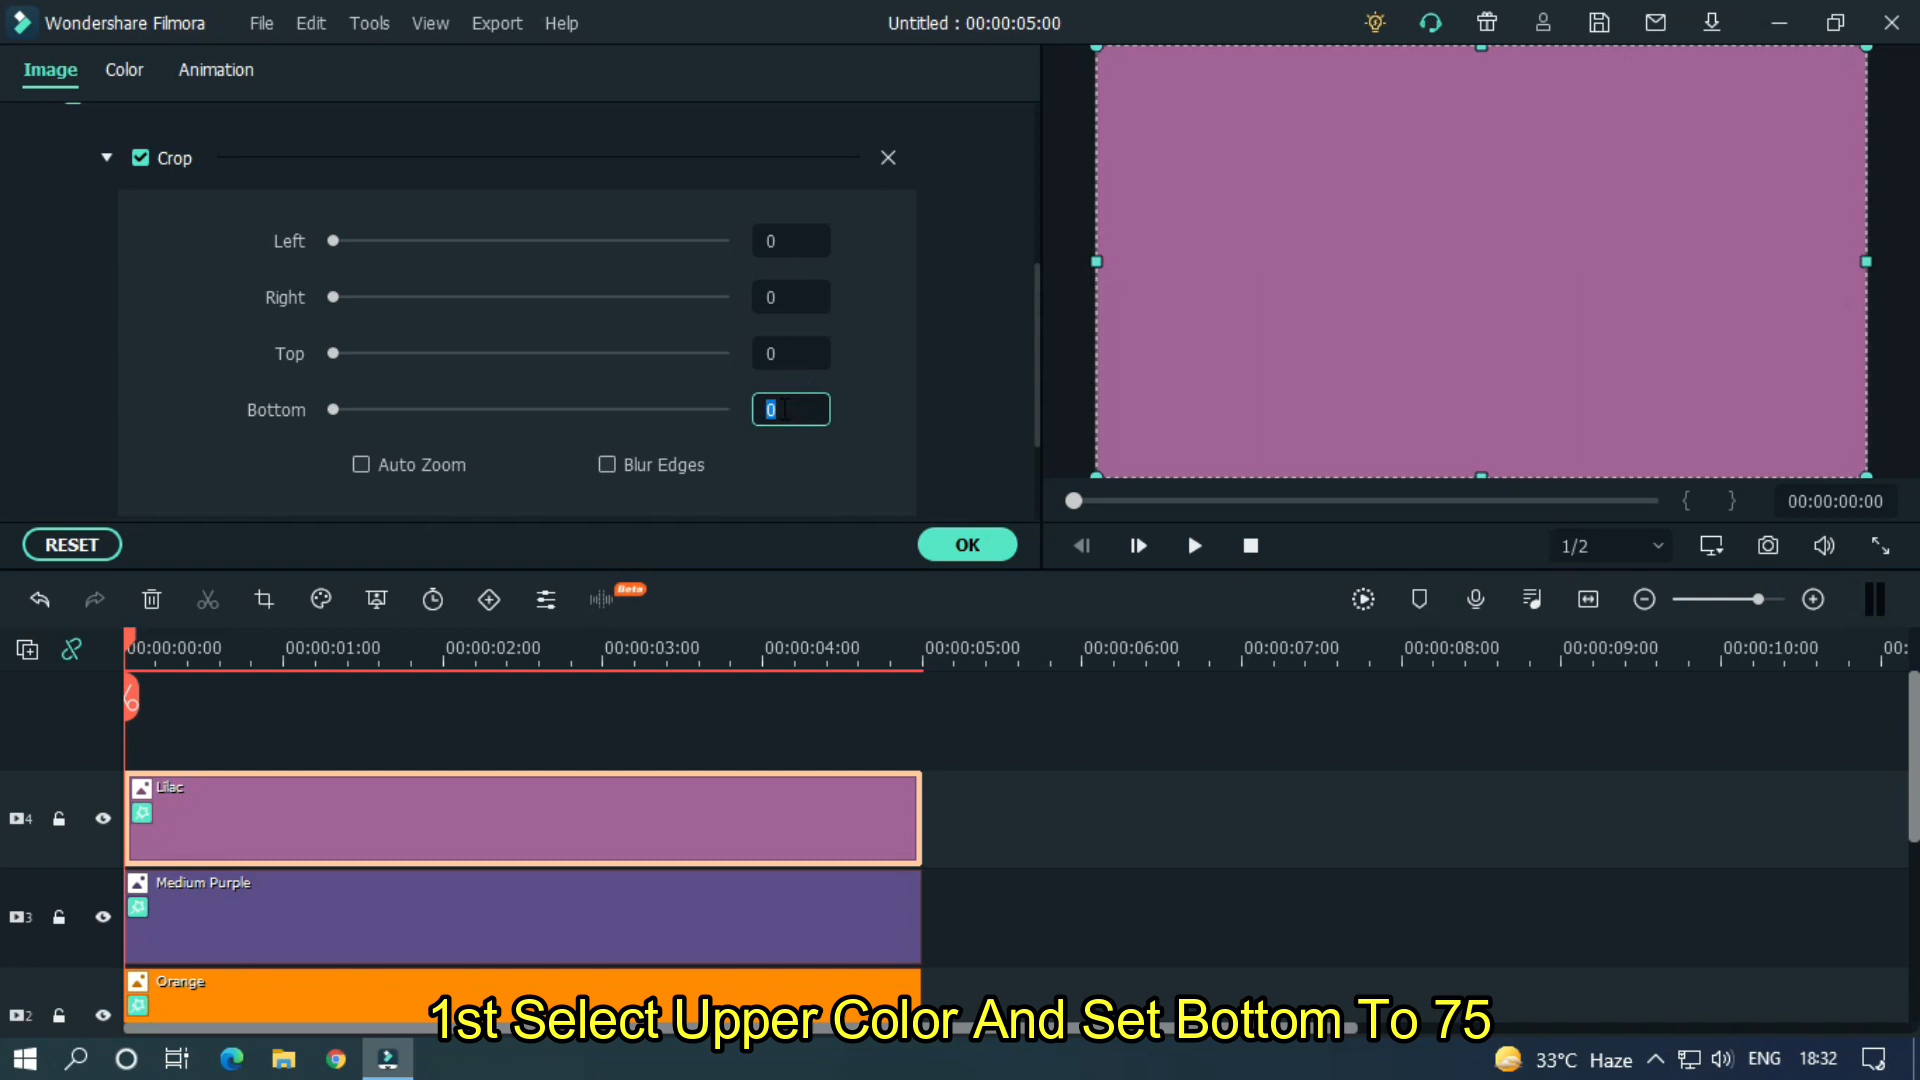 Wondershare Filmora File Edit Tools View Export Help Untitled : 00:00:05:00
Image Color Animation
Crop
Left 0
Right 0
Top 0
Bottom 0
Auto Zoom Blur Edges
{ } 00:00:00:00
RESET OK
1/2
Beta
00:00:00:00 00:00:01:00 00:00:02:00 00:00:03:00 00:00:04:00 00:00:05:00 00:00:06:00 00:00:07:00 00:00:08:00 00:00:09:00 00:00:10:00 00:
Lilac
4
Medium Purple
3
Orange
2
1st Select Upper Color And Set Bottom To 75
33°C Haze ENG 18:32